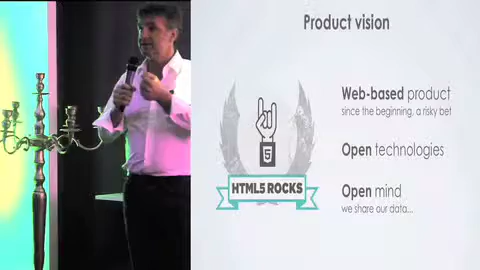 Product vision
Web-based product
since the beginning, a risky bet
Open technologies
5
HTML5 ROCKS
Open mind
we share our data...